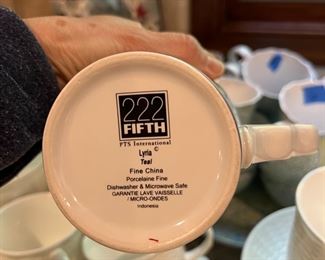 222
FIFTH
PTS International
©
Lyria
Teal
Fine China
Porcelaine Fine
Dishwasher & Microwave Safe
GARANTIE LAVE VAISSELLE
/ MICRO-ONDES
Indonesia